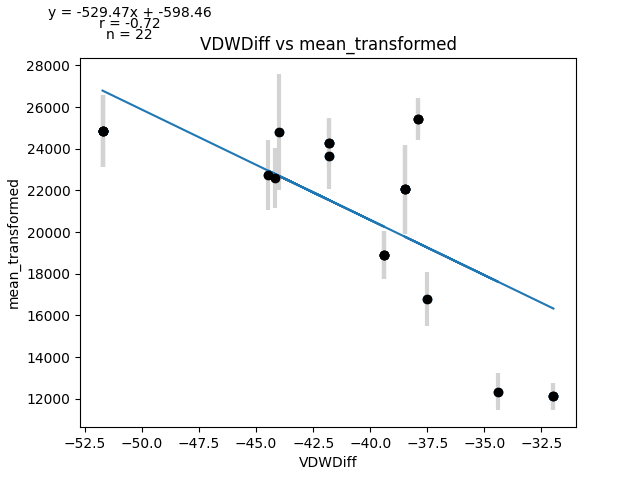 y = -529.47x + -598.46
r = -0.72
n = 22
VDWDiff vs mean_transformed
28000
26000
24000
22000
20000
18000
16000
14000
12000
mean_transformed
−52.5 −50.0 −47.5 −45.0 −42.5 −40.0 −37.5 −35.0 −32.5
VDWDiff